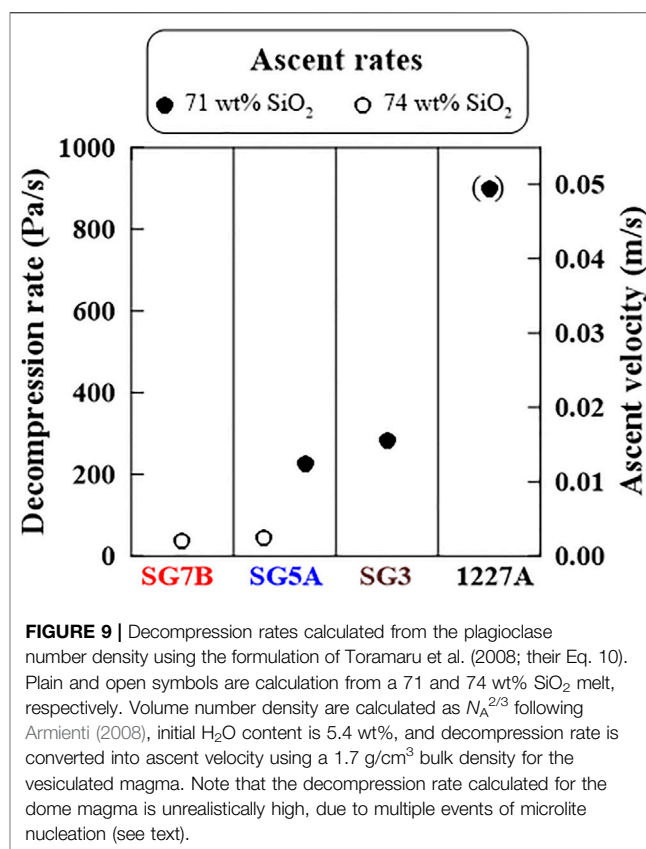 Ascent rates
● 71 wt% SiO₂ ○ 74 wt% SiO₂
Decompression rate (Pa/s)
1000
800
600
400
200
0
Ascent velocity (m/s)
0.05
0.04
0.03
0.02
0.01
0.00
(●)
SG7B SG5A SG3 1227A
FIGURE 9 | Decompression rates calculated from the plagioclase
number density using the formulation of Toramaru et al. (2008; their Eq. 10).
Plain and open symbols are calculation from a 71 and 74 wt% SiO₂ melt,
respectively. Volume number density are calculated as N_A^{2/3} following
Armienti (2008), initial H₂O content is 5.4 wt%, and decompression rate is
converted into ascent velocity using a 1.7 g/cm³ bulk density for the
vesiculated magma. Note that the decompression rate calculated for the
dome magma is unrealistically high, due to multiple events of microlite
nucleation (see text).